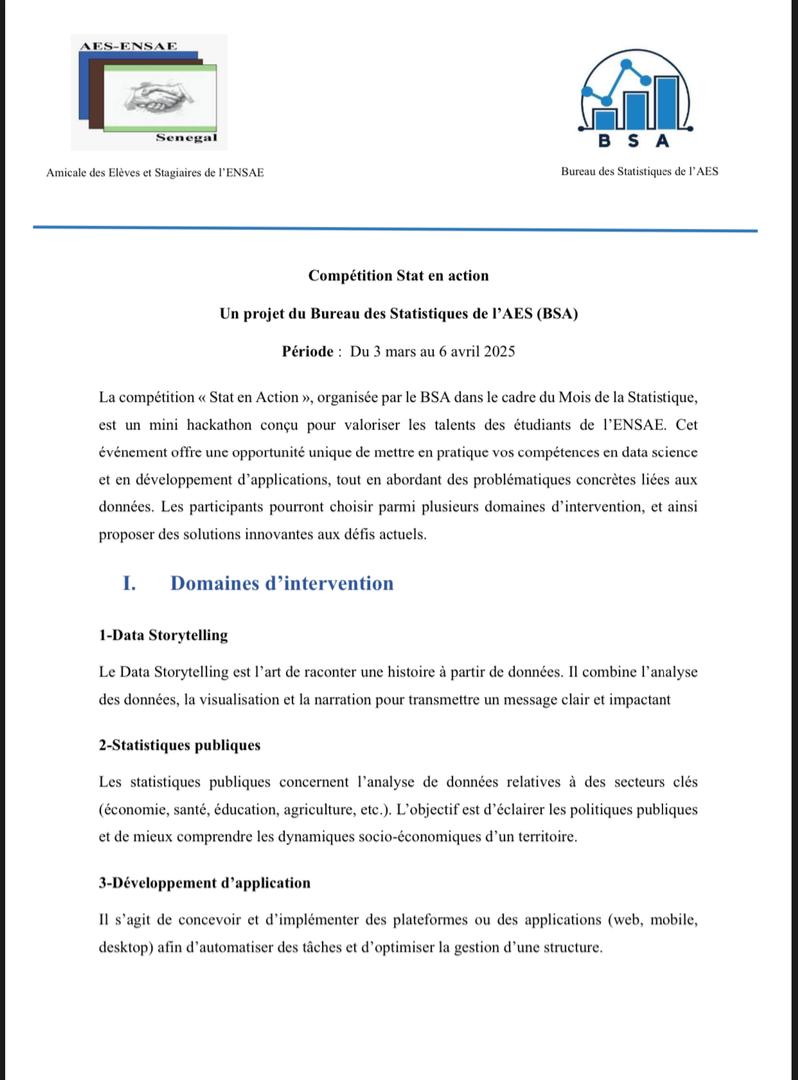 AES-ENSAE
Senegal
B S A
Amicale des Elèves et Stagiaires de l'ENSAE
Bureau des Statistiques de l'AES
Compétition Stat en action
Un projet du Bureau des Statistiques de l'AES (BSA)
Période : Du 3 mars au 6 avril 2025
La compétition « Stat en Action », organisée par le BSA dans le cadre du Mois de la Statistique,
est un mini hackathon conçu pour valoriser les talents des étudiants de l'ENSAE. Cet
événement offre une opportunité unique de mettre en pratique vos compétences en data science
et en développement d'applications, tout en abordant des problématiques concrètes liées aux
données. Les participants pourront choisir parmi plusieurs domaines d'intervention, et ainsi
proposer des solutions innovantes aux défis actuels.
I. Domaines d'intervention
1-Data Storytelling
Le Data Storytelling est l'art de raconter une histoire à partir de données. Il combine l'analyse
des données, la visualisation et la narration pour transmettre un message clair et impactant
2-Statistiques publiques
Les statistiques publiques concernent l'analyse de données relatives à des secteurs clés
(économie, santé, éducation, agriculture, etc.). L'objectif est d'éclairer les politiques publiques
et de mieux comprendre les dynamiques socio-économiques d'un territoire.
3-Développement d'application
Il s'agit de concevoir et d'implémenter des plateformes ou des applications (web, mobile,
desktop) afin d'automatiser des tâches et d'optimiser la gestion d'une structure.